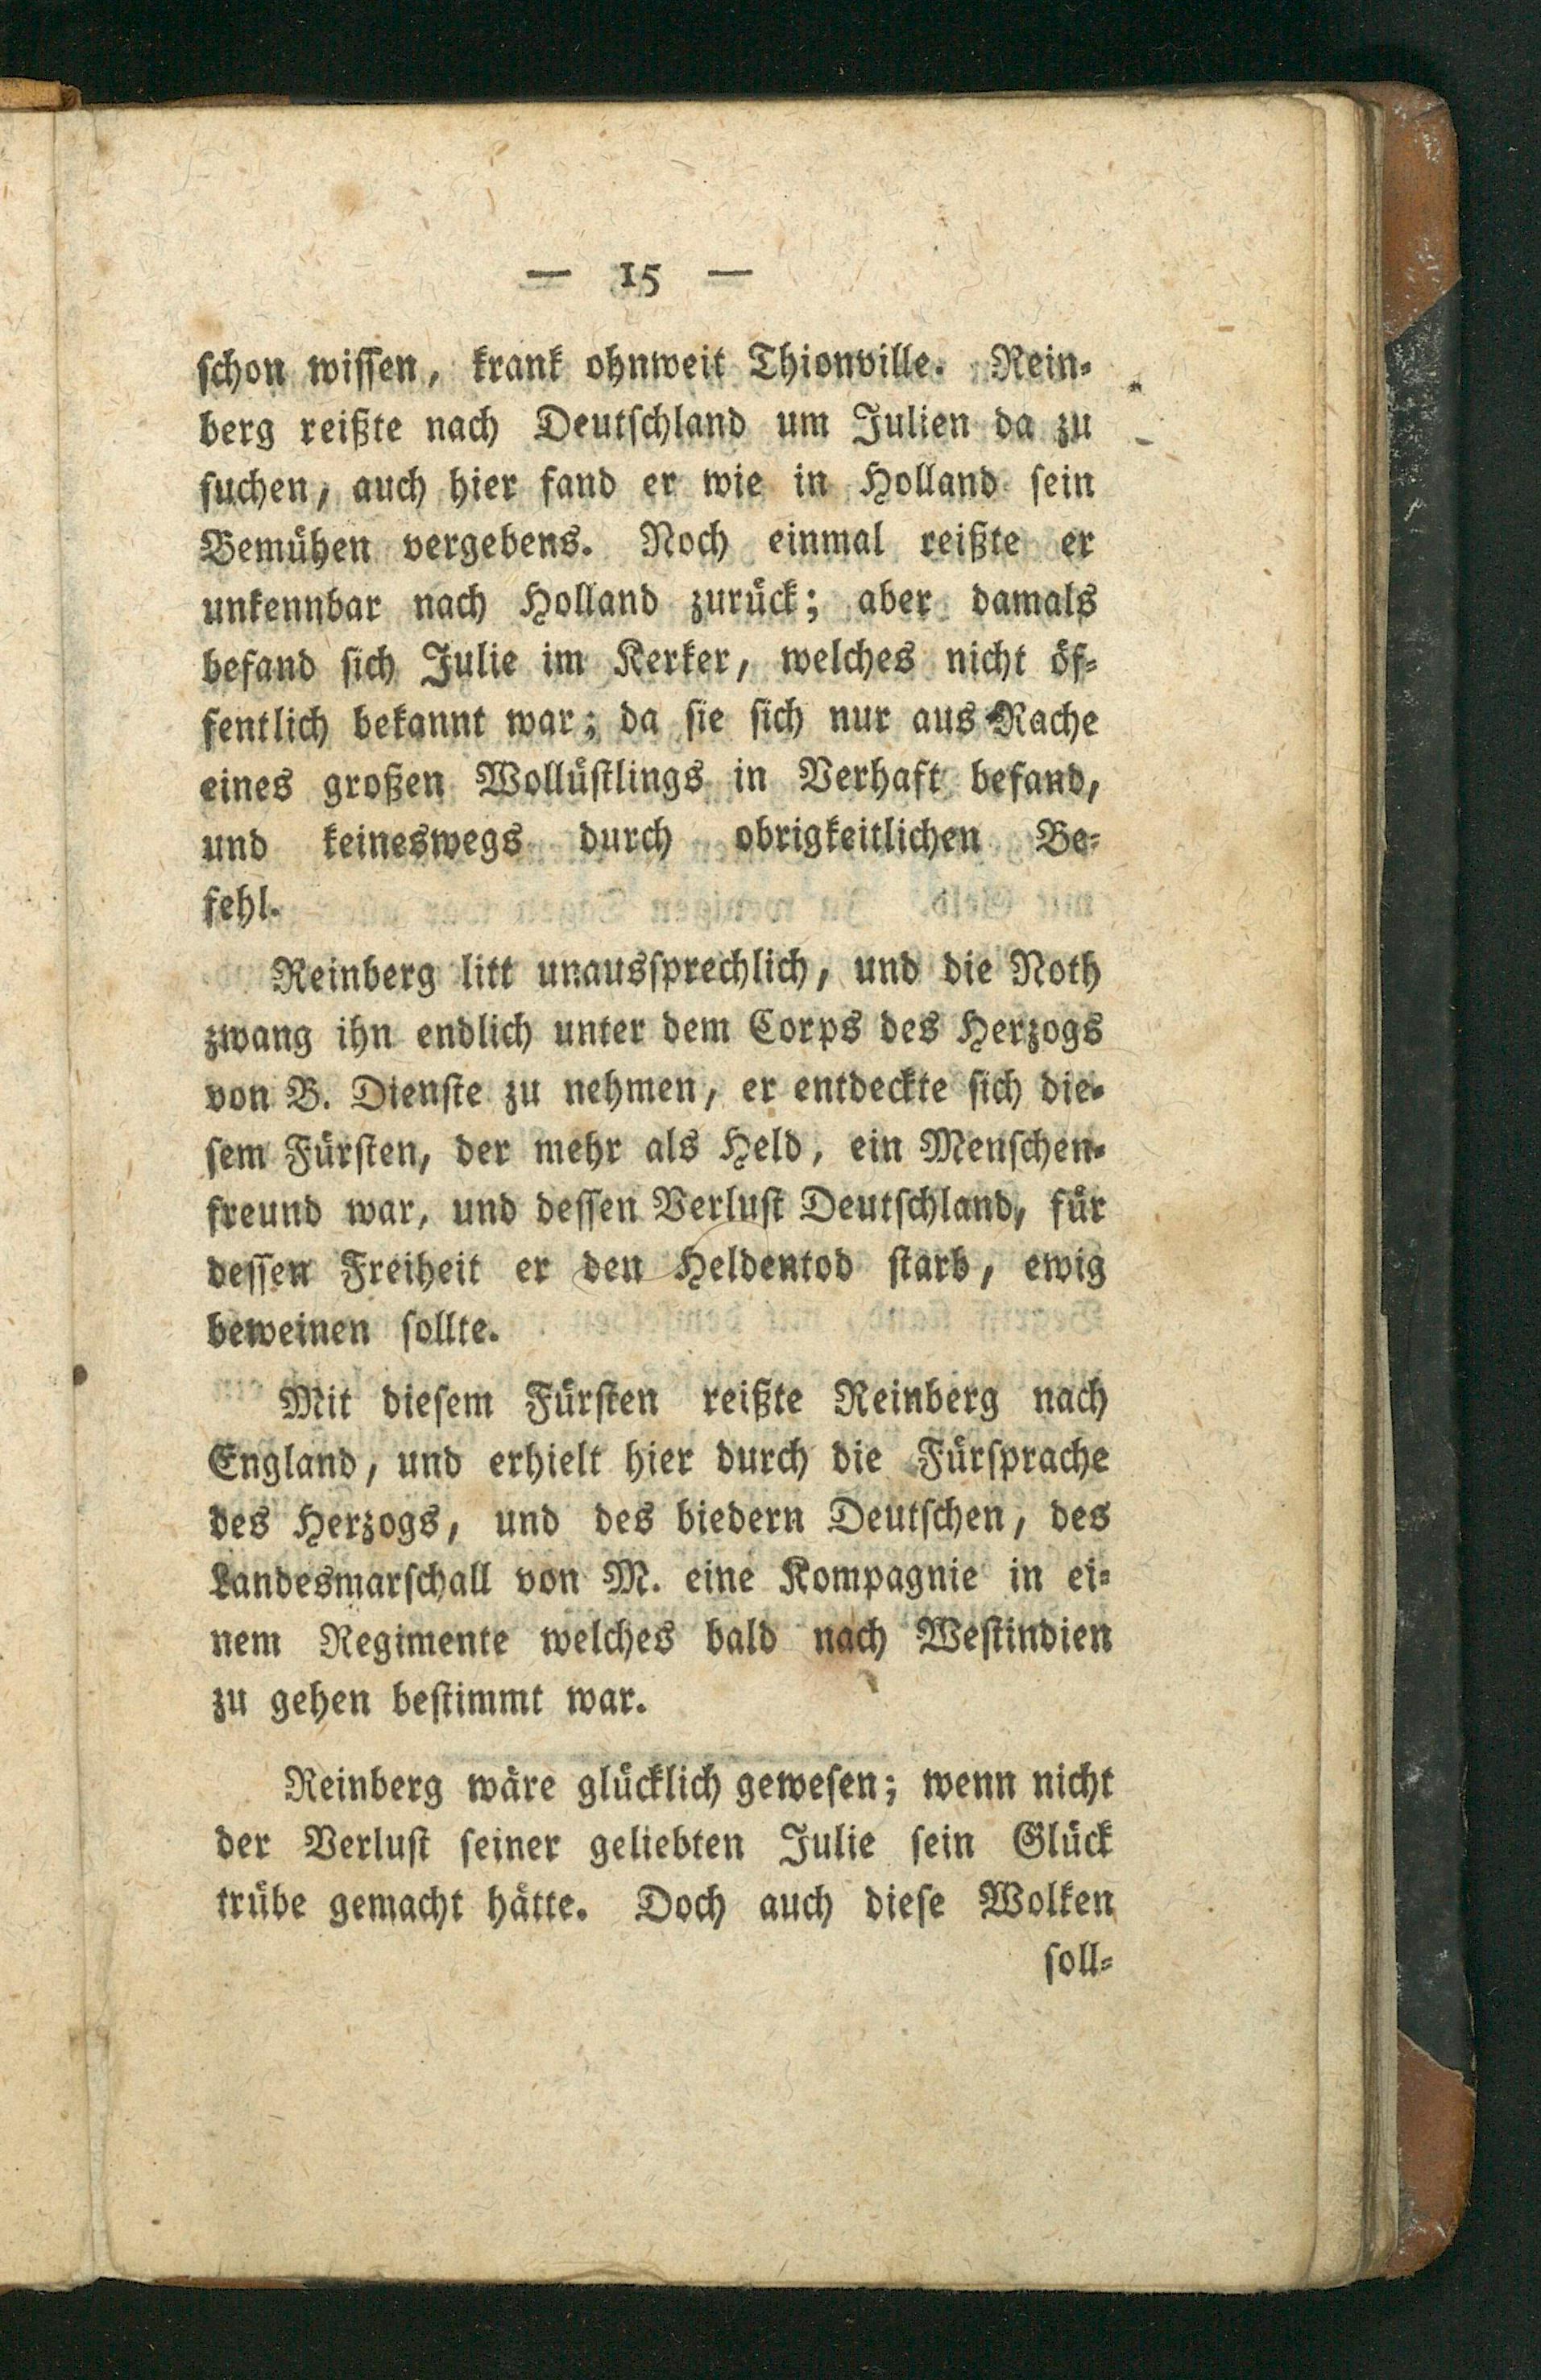 — 15 —
schon wissen, krank ohnweit Thionville. Rein-
berg reißte nach Deutschland um Julien da zu
suchen, auch hier fand er wie in Holland sein
Bemühen vergebens. Noch einmal reißte er
unkennbar nach Holland zurück; aber damals
befand sich Julie im Kerker, welches nicht öf-
fentlich bekannt war; da sie sich nur aus Rache
eines großen Wollüstlings in Verhaft befand,
und keineswegs durch obrigkeitlichen Be-
fehl.
Reinberg litt unaussprechlich, und die Noth
zwang ihn endlich unter dem Corps des Herzogs
von B. Dienste zu nehmen, er entdeckte sich die-
sem Fürsten, der mehr als Held, ein Menschen-
freund war, und dessen Verlust Deutschland, für
dessen Freiheit er den Heldentod starb, ewig
beweinen sollte.
Mit diesem Fürsten reißte Reinberg nach
England, und erhielt hier durch die Fürsprache
des Herzogs, und des biedern Deutschen, des
Landesmarschall von M. eine Kompagnie in ei-
nem Regimente welches bald nach Westindien
zu gehen bestimmt war.
Reinberg wäre glücklich gewesen; wenn nicht
der Verlust seiner geliebten Julie sein Glück
trübe gemacht hätte. Doch auch diese Wolken
soll-